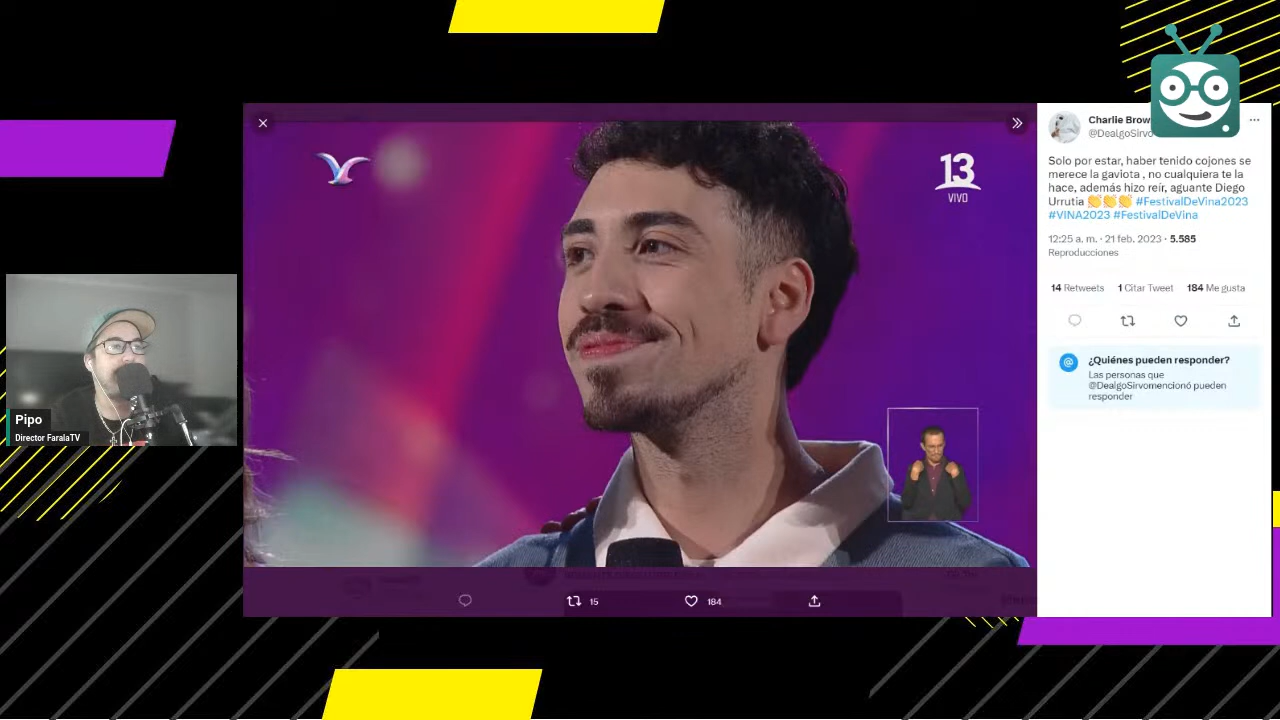 13
VIVO
Charlie Brow
@DealgoSirvo
Solo por estar, haber tenido cojones se
merece la gaviota , no cualquiera te la
hace, además hizo reír, aguante Diego
Urrutia 👏👏👏 #FestivalDeVina2023
#VINA2023 #FestivalDeVina
12:25 a. m. · 21 feb. 2023 · 5.585
Reproducciones
14 Retweets 1 Citar Tweet 184 Me gusta
¿Quiénes pueden responder?
Las personas que
@DealgoSirvomencionó pueden
responder
Pipo
Director FaralaTV
15 184